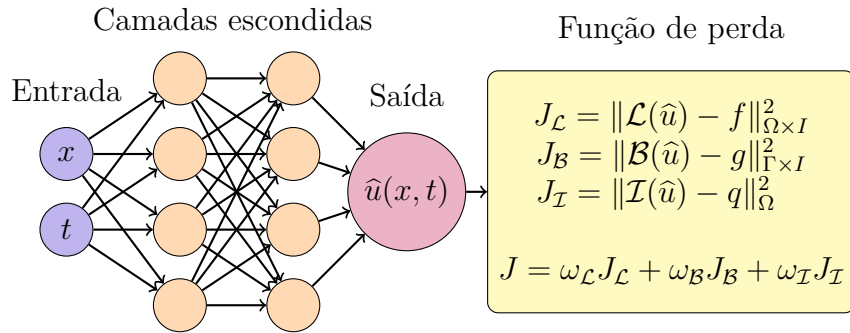 Camadas escondidas
Função de perda
Entrada
Saída
x
t
û(x, t)
J_ℒ = ‖ℒ(û) − f‖²_{Ω×I}
J_ℬ = ‖ℬ(û) − g‖²_{Γ×I}
J_ℐ = ‖ℐ(û) − q‖²_Ω
J = ω_ℒ J_ℒ + ω_ℬ J_ℬ + ω_ℐ J_ℐ